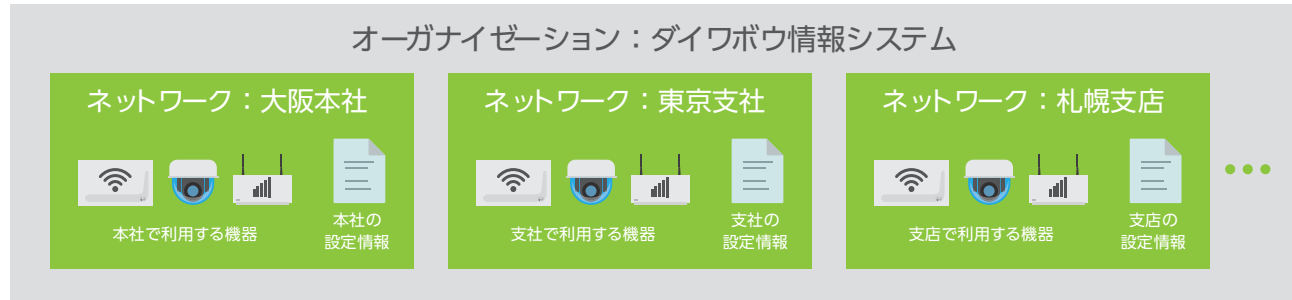 オーガナイゼーション：ダイワボウ情報システム
ネットワーク：大阪本社
本社で利用する機器
本社の
設定情報
ネットワーク：東京支社
支社で利用する機器
支社の
設定情報
ネットワーク：札幌支店
支店で利用する機器
支店の
設定情報